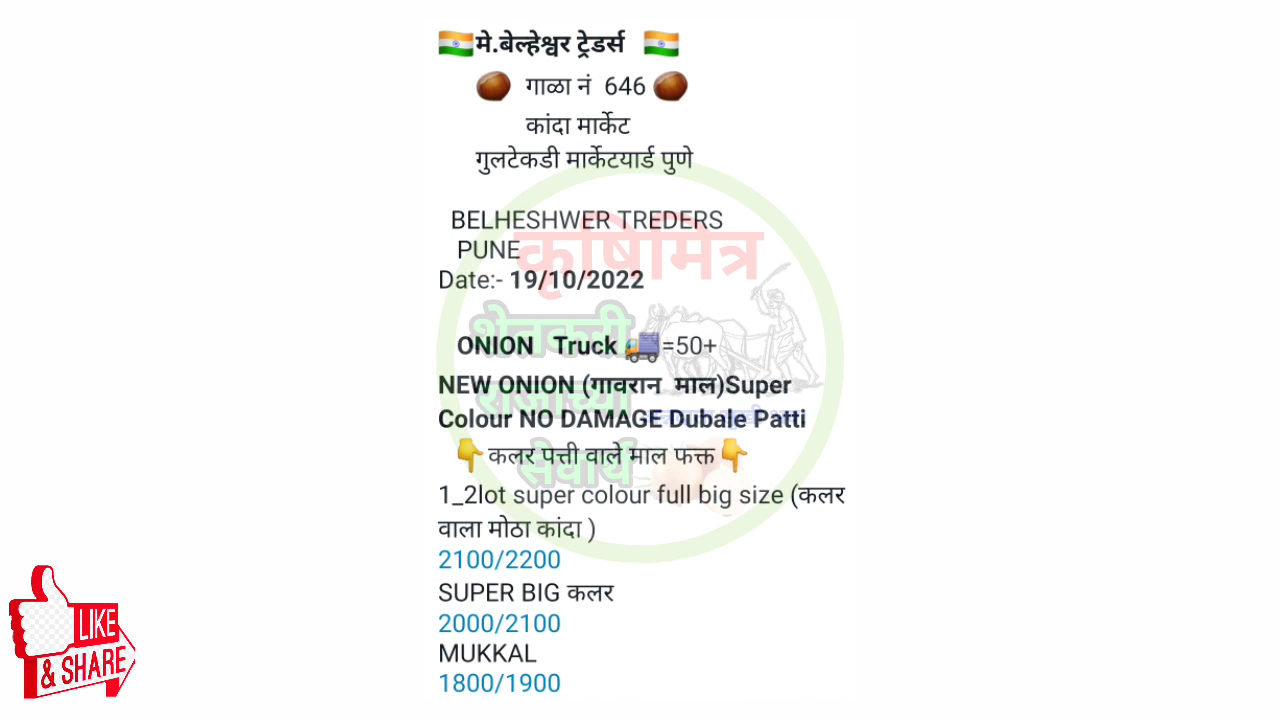 🇮🇳मे.बेल्हेश्वर ट्रेडर्स 🇮🇳
🌰 गाळा नं 646 🌰
कांदा मार्केट
गुलटेकडी मार्केटयार्ड पुणे
BELHESHWER TREDERS
PUNE
Date:- 19/10/2022
ONION Truck 🚛=50+
NEW ONION (गावरान माल)Super
Colour NO DAMAGE Dubale Patti
👇कलर पत्ती वाले माल फक्त👇
1_2lot super colour full big size (कलर
वाला मोठा कांदा )
2100/2200
SUPER BIG कलर
2000/2100
MUKKAL
1800/1900
कृषिमित्र
शेतकरी
राजाच्या
सेवार्थ
LIKE
& SHARE